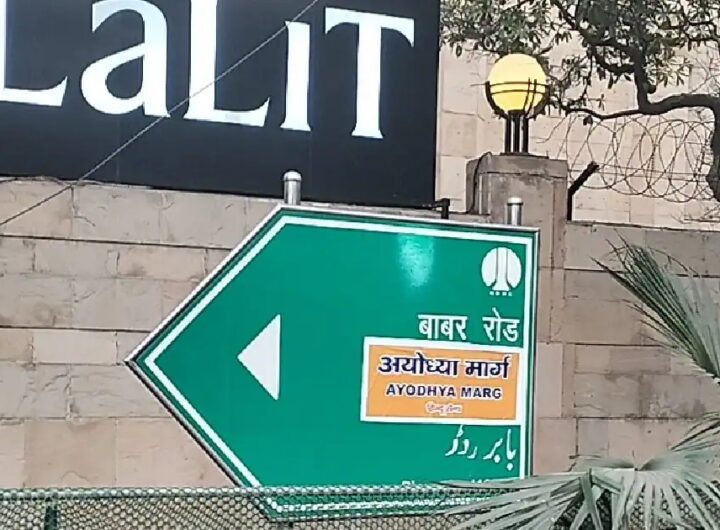 LaLiT
बाबर रोड
अयोध्या मार्ग
AYODHYA MARG
हिन्दू सेना
بابر روڈ